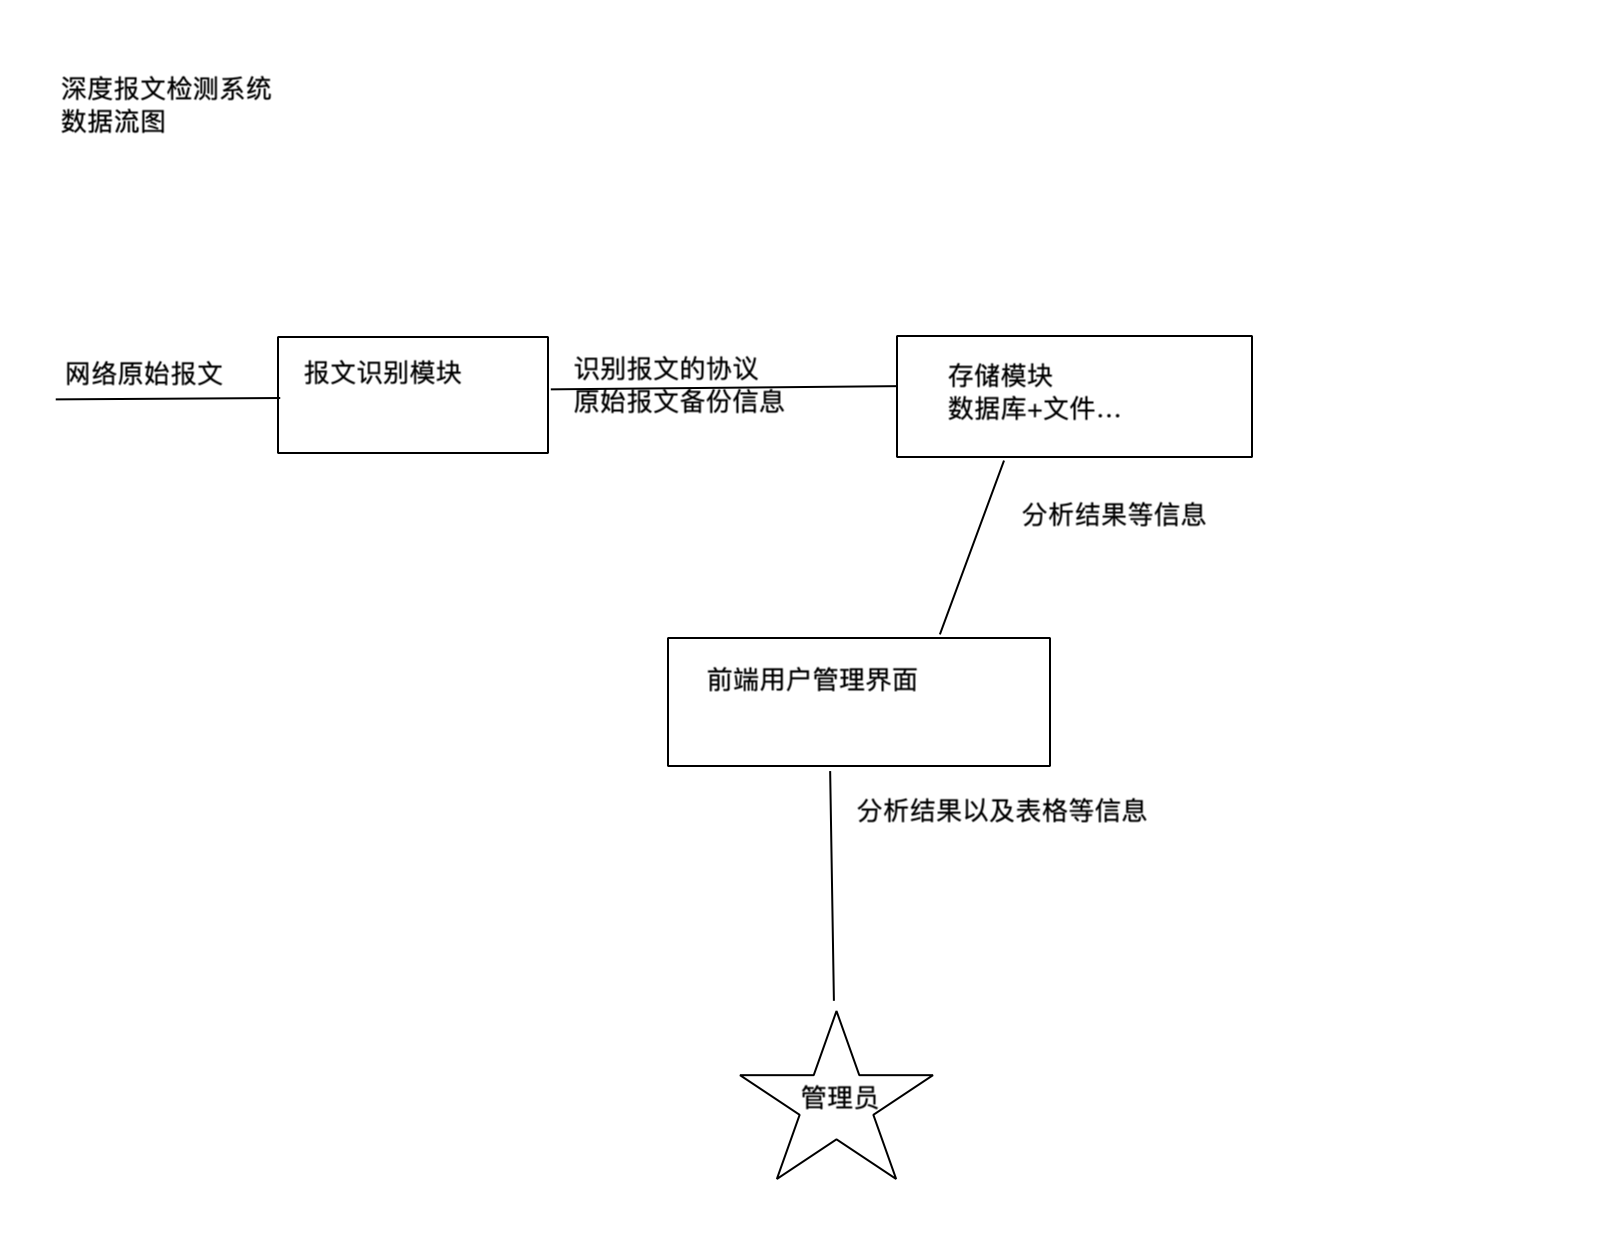 深度报文检测系统
数据流图
网络原始报文
报文识别模块
识别报文的协议
原始报文备份信息
存储模块
数据库+文件...
分析结果等信息
前端用户管理界面
分析结果以及表格等信息
管理员